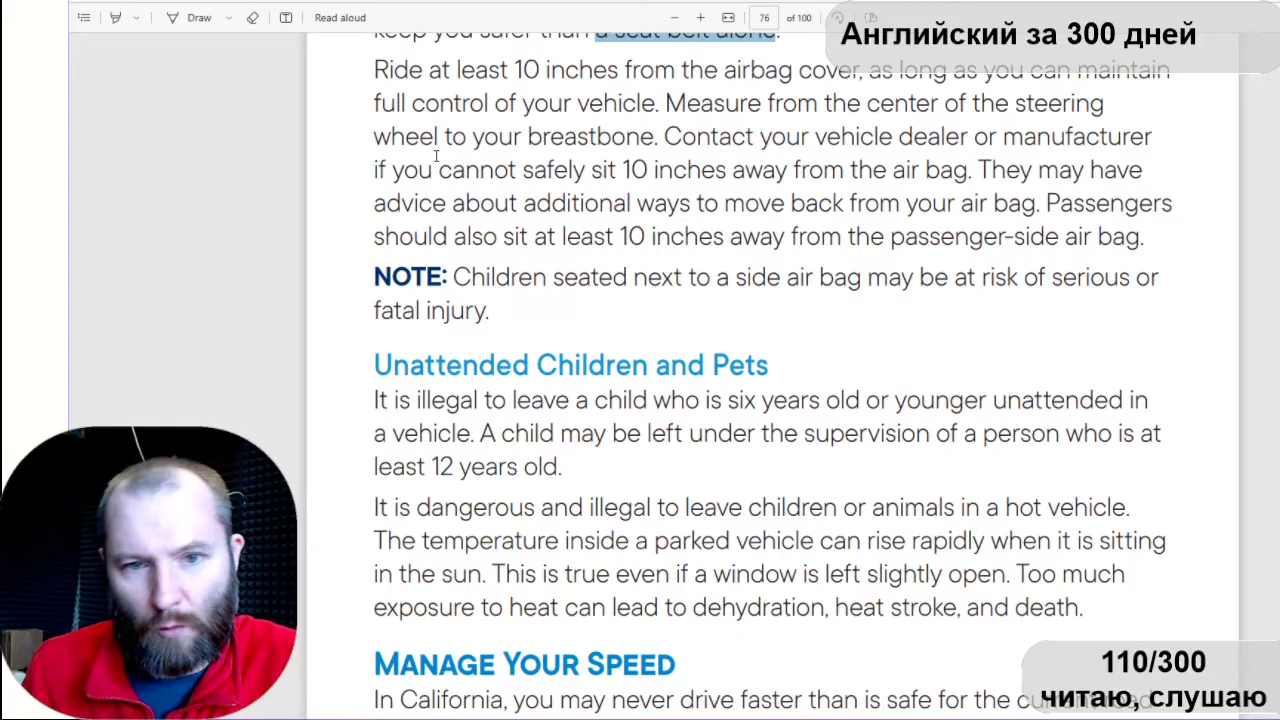 Draw
Read aloud
76 of 100
Английский за 300 дней
keep you safer than a seat belt alone.
Ride at least 10 inches from the airbag cover, as long as you can maintain
full control of your vehicle. Measure from the center of the steering
wheel to your breastbone. Contact your vehicle dealer or manufacturer
if you cannot safely sit 10 inches away from the air bag. They may have
advice about additional ways to move back from your air bag. Passengers
should also sit at least 10 inches away from the passenger-side air bag.
NOTE: Children seated next to a side air bag may be at risk of serious or
fatal injury.
Unattended Children and Pets
It is illegal to leave a child who is six years old or younger unattended in
a vehicle. A child may be left under the supervision of a person who is at
least 12 years old.
It is dangerous and illegal to leave children or animals in a hot vehicle.
The temperature inside a parked vehicle can rise rapidly when it is sitting
in the sun. This is true even if a window is left slightly open. Too much
exposure to heat can lead to dehydration, heat stroke, and death.
MANAGE YOUR SPEED
In California, you may never drive faster than is safe for the
110/300
читаю, слушаю